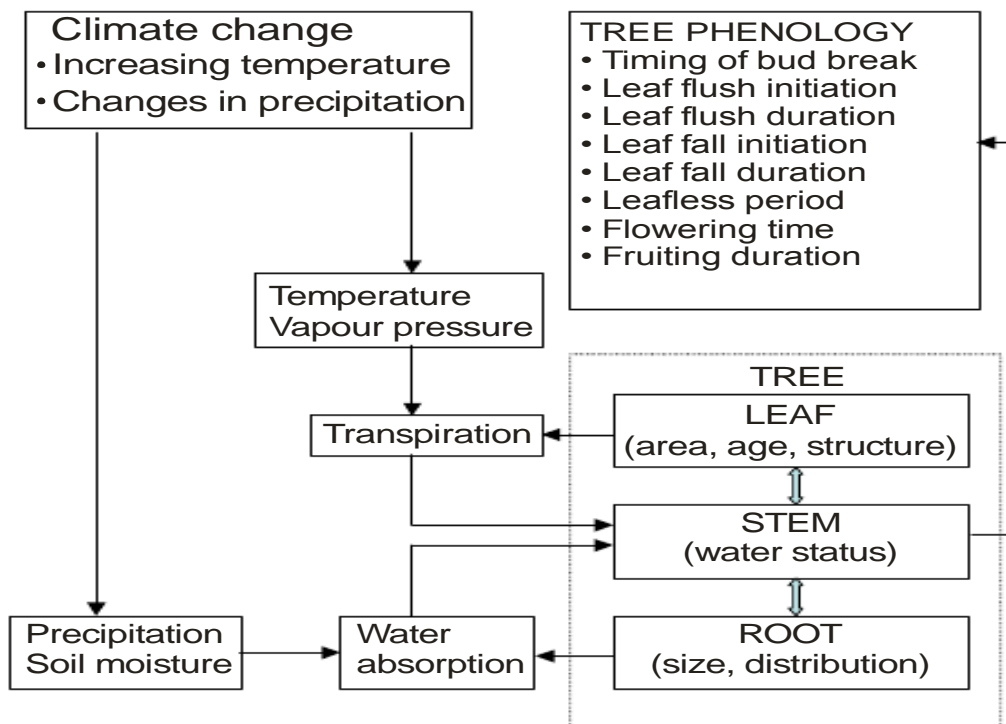 Climate change
• Increasing temperature
• Changes in precipitation
TREE PHENOLOGY
• Timing of bud break
• Leaf flush initiation
• Leaf flush duration
• Leaf fall initiation
• Leaf fall duration
• Leafless period
• Flowering time
• Fruiting duration
Temperature
Vapour pressure
TREE
LEAF
(area, age, structure)
Transpiration
STEM
(water status)
Precipitation
Soil moisture
Water
absorption
ROOT
(size, distribution)